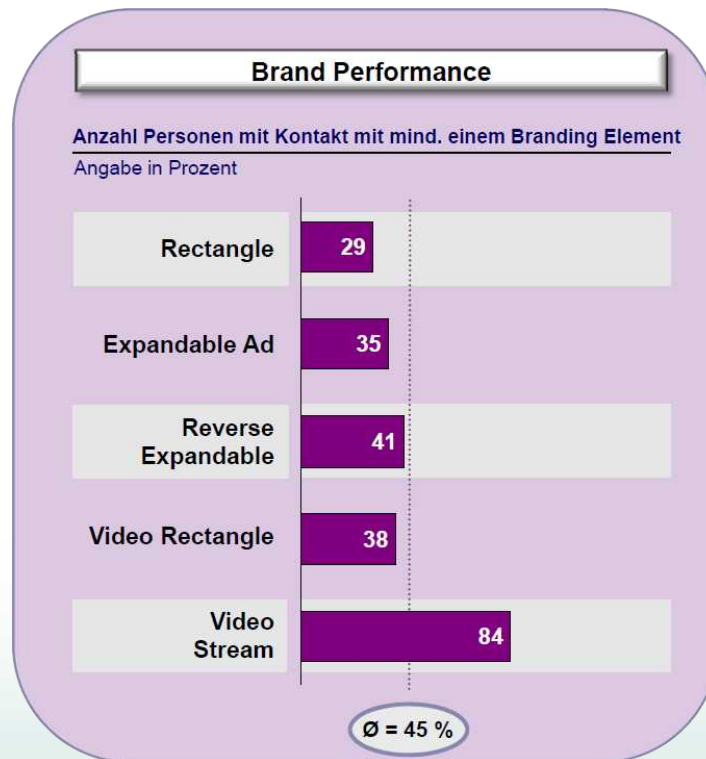 Brand Performance
Anzahl Personen mit Kontakt mit mind. einem Branding Element
Angabe in Prozent
Rectangle
29
Expandable Ad
35
Reverse
Expandable
41
Video Rectangle
38
Video
Stream
84
Ø = 45 %